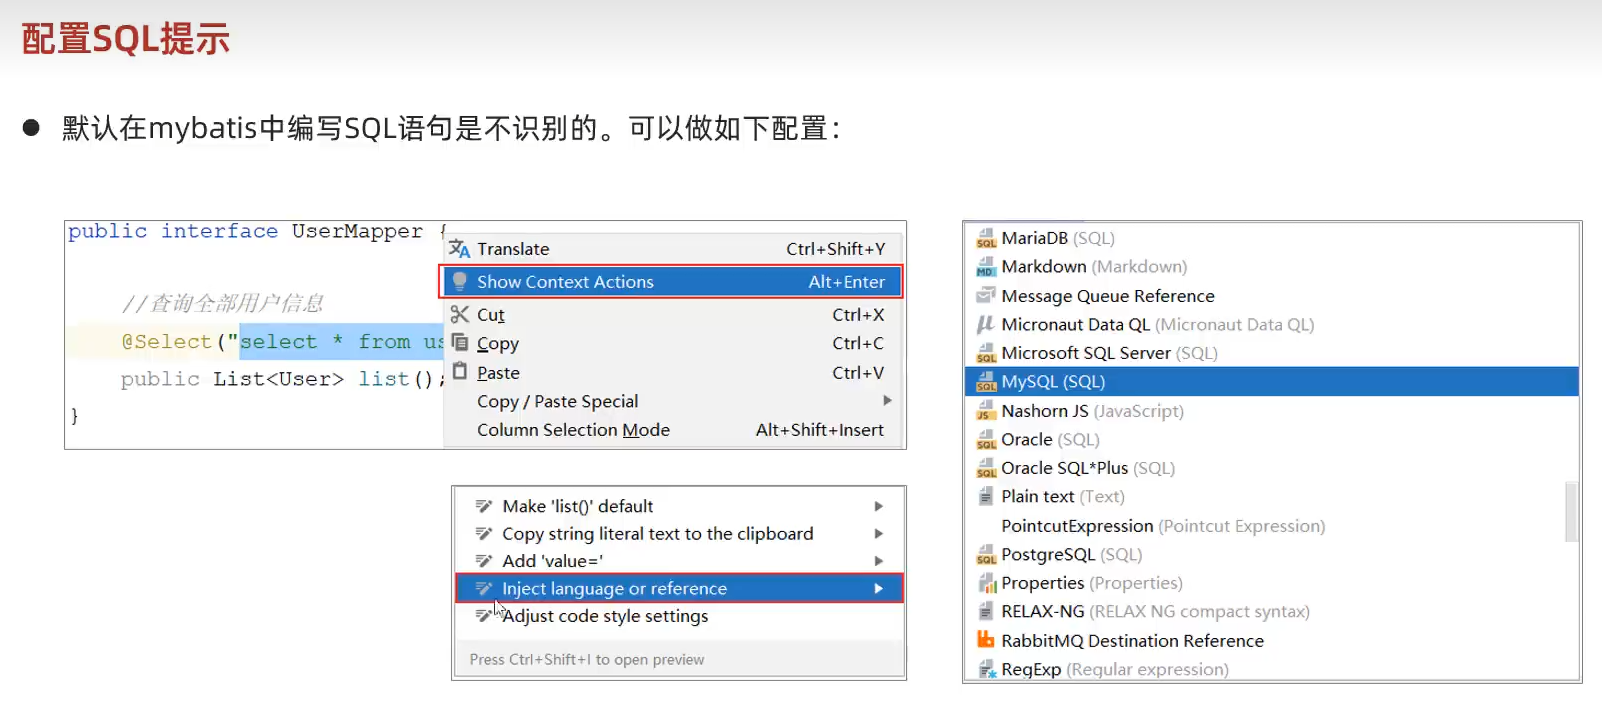 配置SQL提示
● 默认在mybatis中编写SQL语句是不识别的。可以做如下配置：
public interface UserMapper {
//查询全部用户信息
@Select("select * from us
public List<User> list();
}
Translate Ctrl+Shift+Y
Show Context Actions Alt+Enter
Cut Ctrl+X
Copy Ctrl+C
Paste Ctrl+V
Copy / Paste Special
Column Selection Mode Alt+Shift+Insert
Make 'list()' default
Copy string literal text to the clipboard
Add 'value='
Inject language or reference
Adjust code style settings
Press Ctrl+Shift+I to open preview
MariaDB (SQL)
Markdown (Markdown)
Message Queue Reference
Micronaut Data QL (Micronaut Data QL)
Microsoft SQL Server (SQL)
MySQL (SQL)
Nashorn JS (JavaScript)
Oracle (SQL)
Oracle SQL*Plus (SQL)
Plain text (Text)
PointcutExpression (Pointcut Expression)
PostgreSQL (SQL)
Properties (Properties)
RELAX-NG (RELAX NG compact syntax)
RabbitMQ Destination Reference
RegExp (Regular expression)